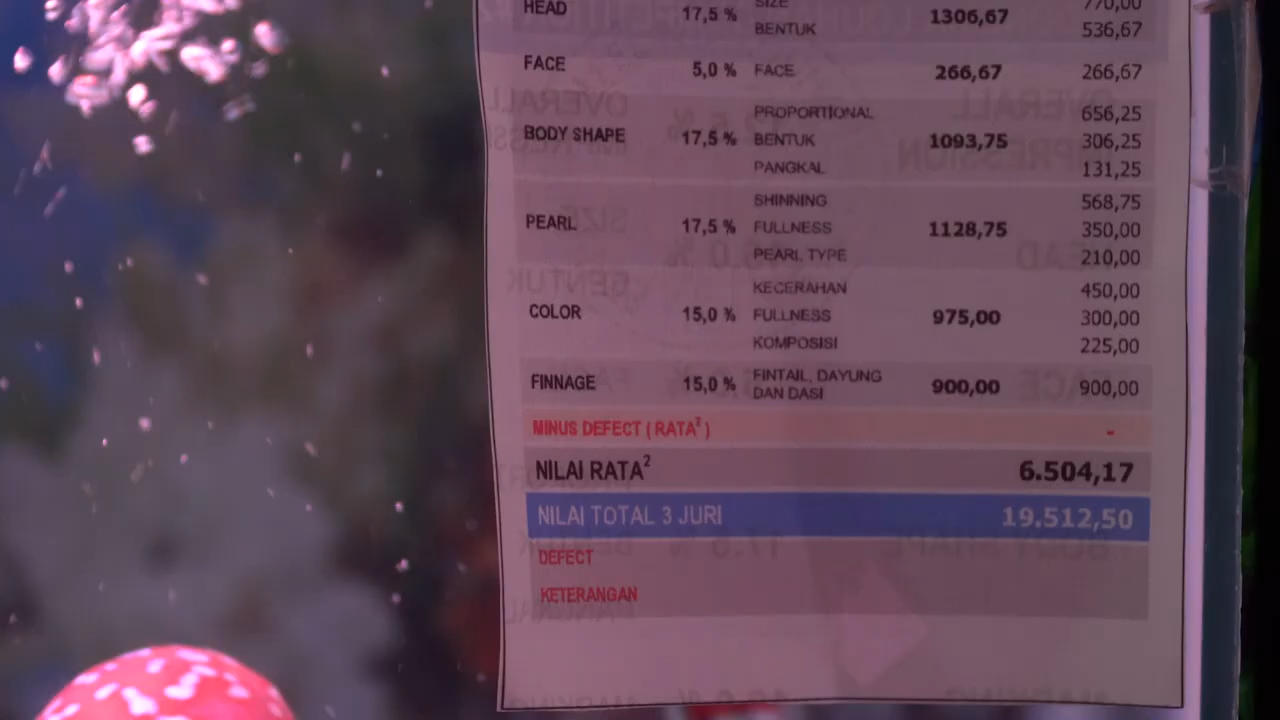 HEAD 17,5 % SIZE 1306,67 770,00
BENTUK 536,67
FACE 5,0 % FACE 266,67 266,67
PROPORTIONAL 656,25
BODY SHAPE 17,5 % BENTUK 1093,75 306,25
PANGKAL 131,25
SHINNING 568,75
PEARL 17,5 % FULLNESS 1128,75 350,00
PEARL TYPE 210,00
KECERAHAN 450,00
COLOR 15,0 % FULLNESS 975,00 300,00
KOMPOSISI 225,00
FINNAGE 15,0 % FINTAIL, DAYUNG 900,00 900,00
DAN DASI
MINUS DEFECT ( RATA² ) -
NILAI RATA² 6.504,17
NILAI TOTAL 3 JURI 19.512,50
DEFECT
KETERANGAN